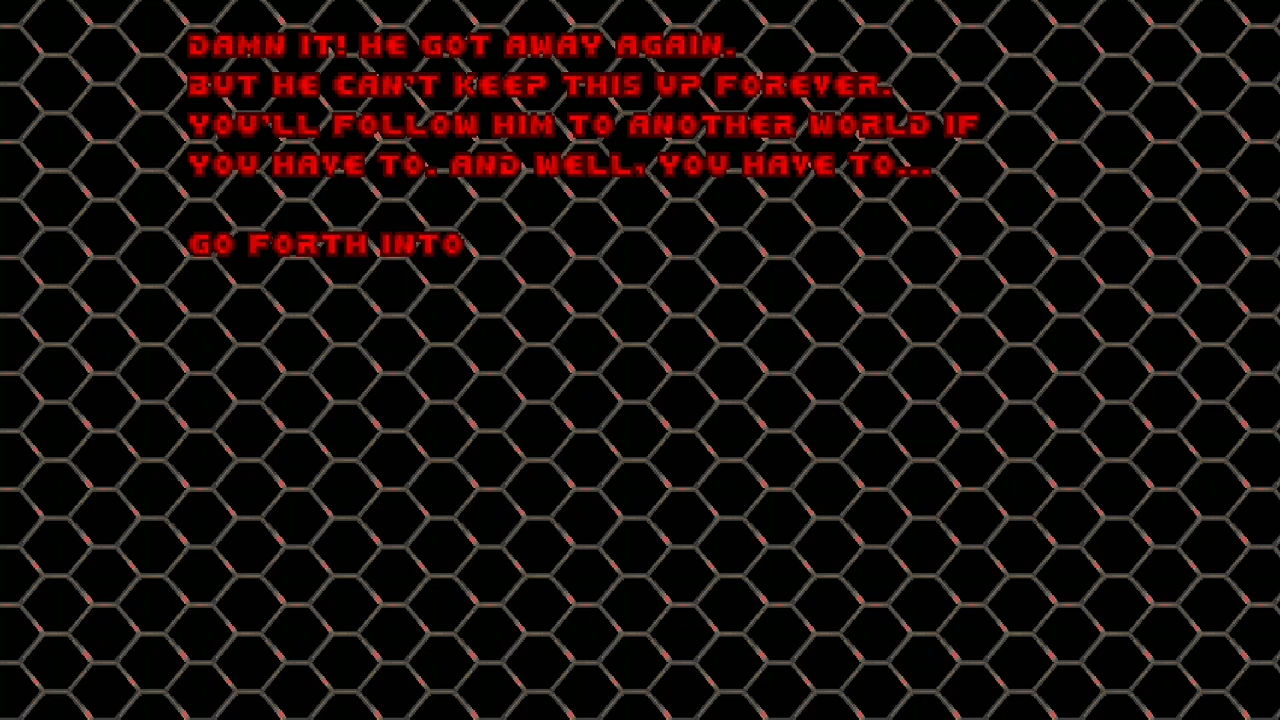 DAMN IT! HE GOT AWAY AGAIN.
BUT HE CAN'T KEEP THIS UP FOREVER.
YOU'LL FOLLOW HIM TO ANOTHER WORLD IF
YOU HAVE TO. AND WELL, YOU HAVE TO...
GO FORTH INTO